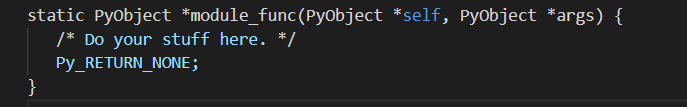 static PyObject *module_func(PyObject *self, PyObject *args) {
   /* Do your stuff here. */
   Py_RETURN_NONE;
}